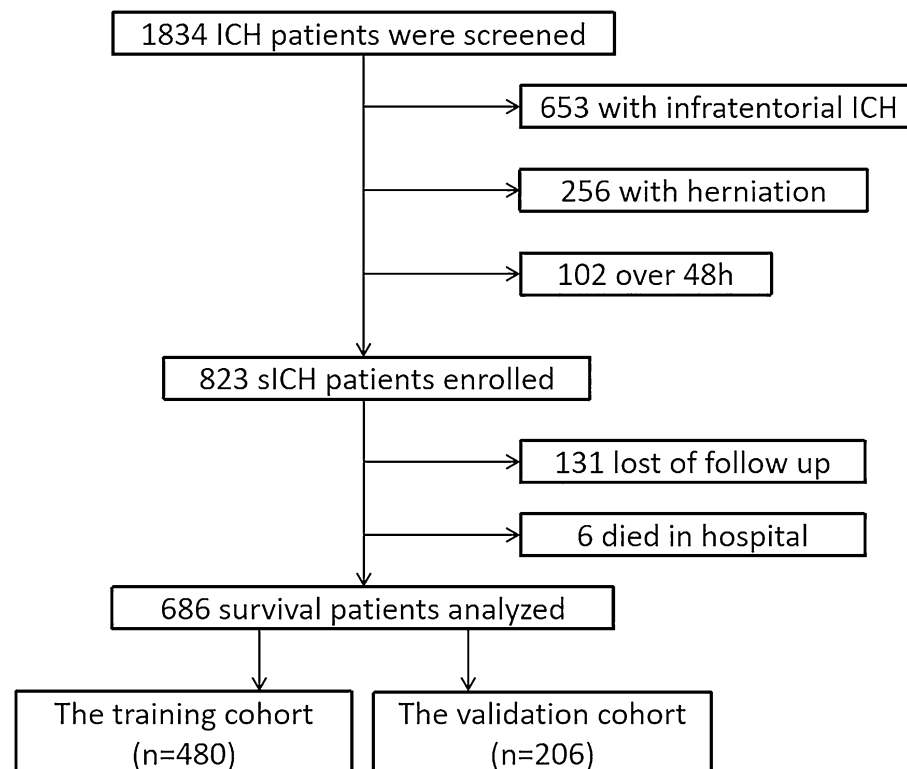 1834 ICH patients were screened
653 with infratentorial ICH
256 with herniation
102 over 48h
823 sICH patients enrolled
131 lost of follow up
6 died in hospital
686 survival patients analyzed
The training cohort
(n=480)
The validation cohort
(n=206)